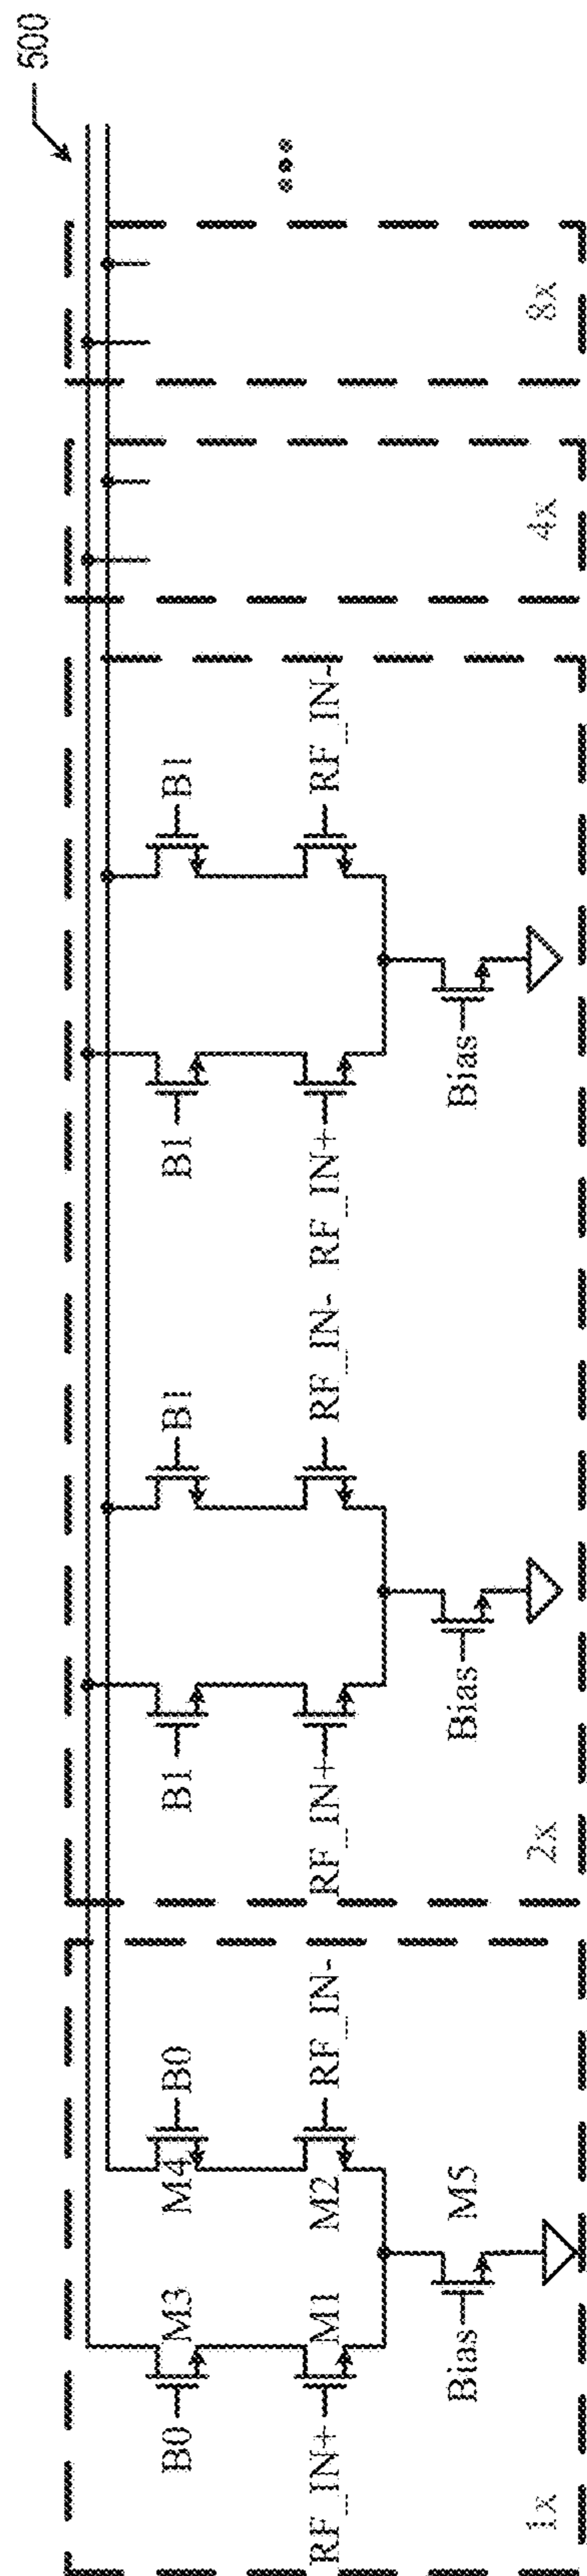 500
B0 M3 M4 B0 B1 B1 B1 B1
RF_IN+ M1 M2 RF_IN- RF_IN+ RF_IN- RF_IN+ RF_IN-
Bias M5 Bias Bias
1x 2x 4x 8x